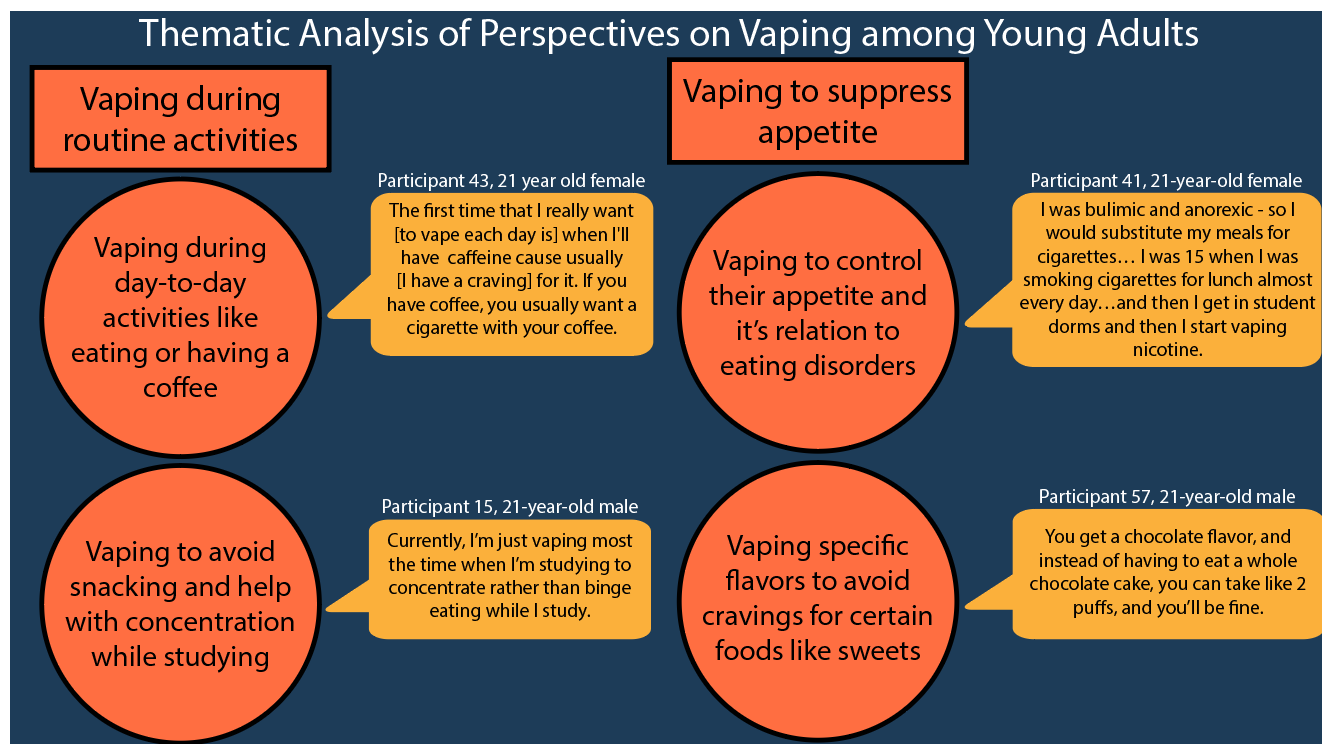 Thematic Analysis of Perspectives on Vaping among Young Adults
Vaping during
routine activities
Vaping during
day-to-day
activities like
eating or having a
coffee
Participant 43, 21 year old female
The first time that I really want
[to vape each day is] when I'll
have  caffeine cause usually
[I have a craving] for it. If you
have coffee, you usually want a
cigarette with your coffee.
Vaping to avoid
snacking and help
with concentration
while studying
Participant 15, 21-year-old male
Currently, I’m just vaping most
the time when I’m studying to
concentrate rather than binge
eating while I study.
Vaping to suppress
appetite
Vaping to control
their appetite and
it’s relation to
eating disorders
Participant 41, 21-year-old female
I was bulimic and anorexic - so I
would substitute my meals for
cigarettes… I was 15 when I was
smoking cigarettes for lunch almost
every day…and then I get in student
dorms and then I start vaping
nicotine.
Vaping specific
flavors to avoid
cravings for certain
foods like sweets
Participant 57, 21-year-old male
You get a chocolate flavor, and
instead of having to eat a whole
chocolate cake, you can take like 2
puffs, and you’ll be fine.